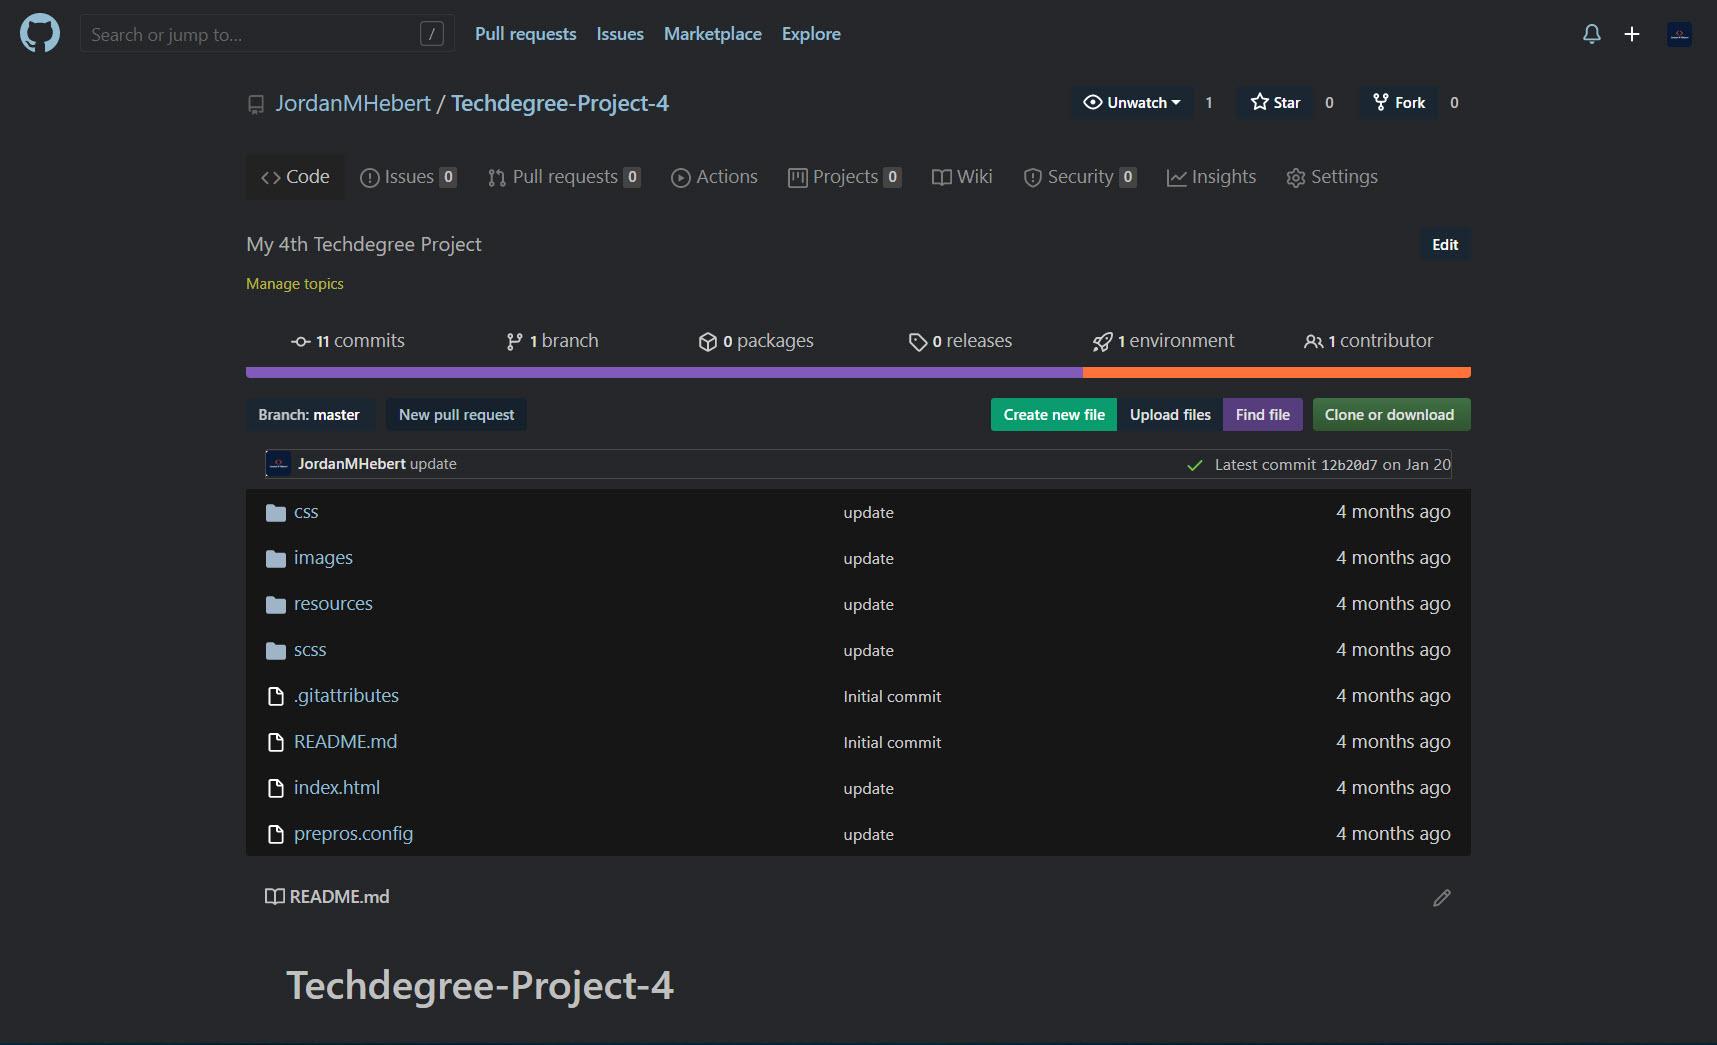 Search or jump to... / Pull requests Issues Marketplace Explore
JordanMHebert / Techdegree-Project-4 Unwatch 1 Star 0 Fork 0
Code Issues 0 Pull requests 0 Actions Projects 0 Wiki Security 0 Insights Settings
My 4th Techdegree Project Edit
Manage topics
11 commits 1 branch 0 packages 0 releases 1 environment 1 contributor
Branch: master New pull request Create new file Upload files Find file Clone or download
JordanMHebert update Latest commit 12b20d7 on Jan 20
css update 4 months ago
images update 4 months ago
resources update 4 months ago
scss update 4 months ago
.gitattributes Initial commit 4 months ago
README.md Initial commit 4 months ago
index.html update 4 months ago
prepros.config update 4 months ago
README.md
Techdegree-Project-4